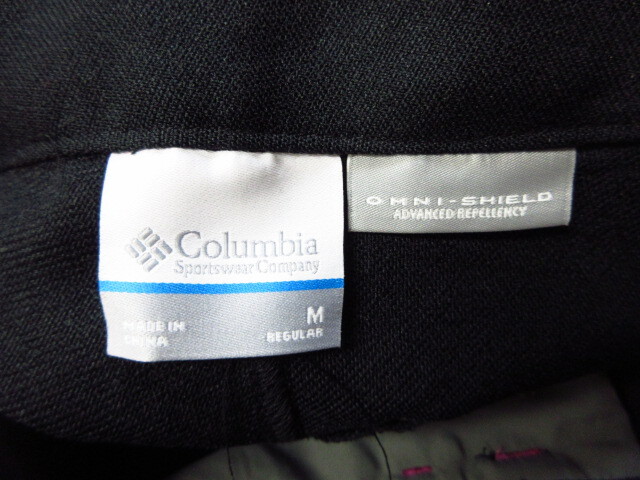 Columbia
Sportswear Company
M
MADE IN
CHINA
REGULAR
OMNI-SHIELD
ADVANCED REPELLENCY